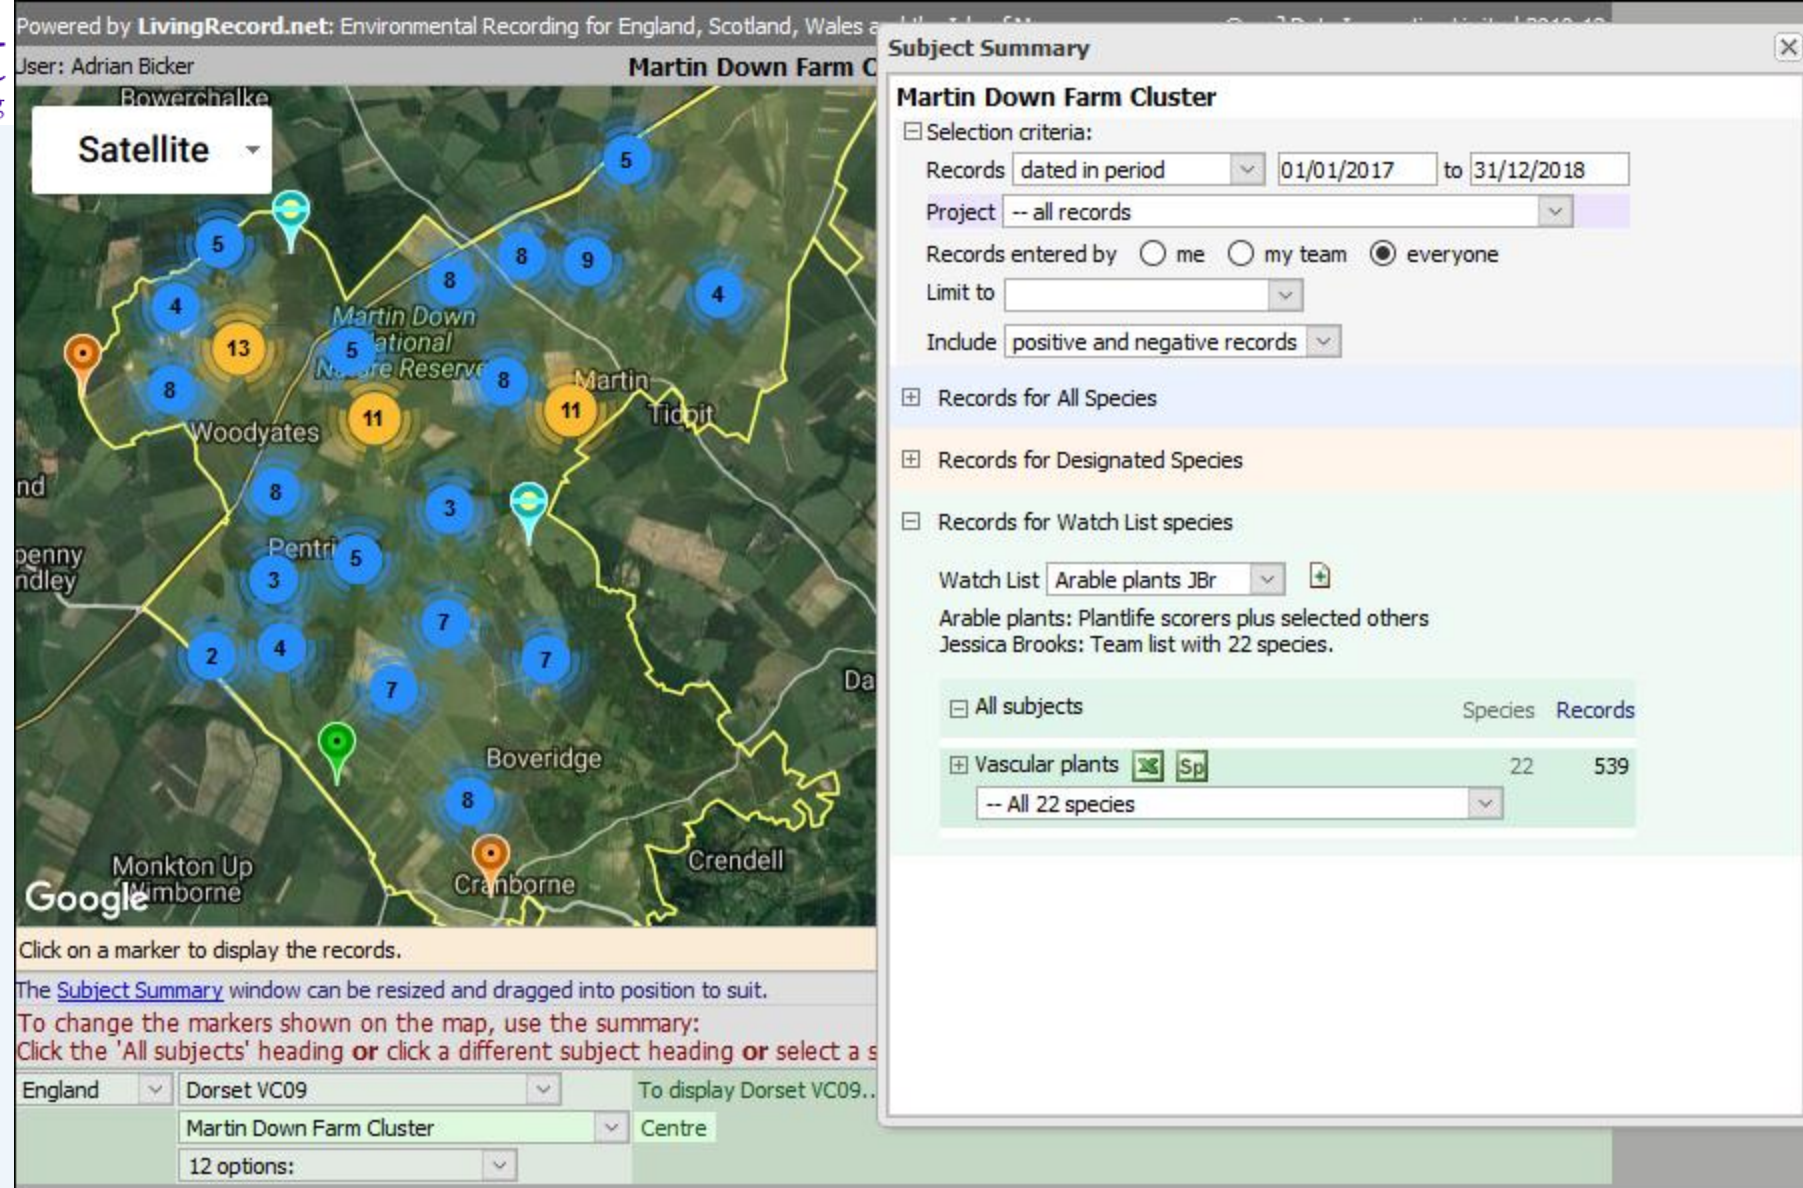 Powered by LivingRecord.net: Environmental Recording for England, Scotland, Wales
User: Adrian Bicker
Martin Down Farm C
Bowerchalke
Satellite
5
5
8
9
8
4
4
Martin Down
National
Nature Reserve
13
5
8
8
Martin
11
11
Tidpit
Woodyates
nd
8
3
penny
ndley
Pentri
5
3
7
2
4
7
7
Da
Boveridge
8
Monkton Up
Wimborne
Crendell
Cranborne
Google
Click on a marker to display the records.
The Subject Summary window can be resized and dragged into position to suit.
To change the markers shown on the map, use the summary:
Click the 'All subjects' heading or click a different subject heading or select a s
England
Dorset VC09
To display Dorset VC09..
Martin Down Farm Cluster
Centre
12 options:
Subject Summary
Martin Down Farm Cluster
Selection criteria:
Records dated in period 01/01/2017 to 31/12/2018
Project -- all records
Records entered by me my team everyone
Limit to
Include positive and negative records
Records for All Species
Records for Designated Species
Records for Watch List species
Watch List Arable plants JBr
Arable plants: Plantlife scorers plus selected others
Jessica Brooks: Team list with 22 species.
All subjects Species Records
Vascular plants Sp 22 539
-- All 22 species